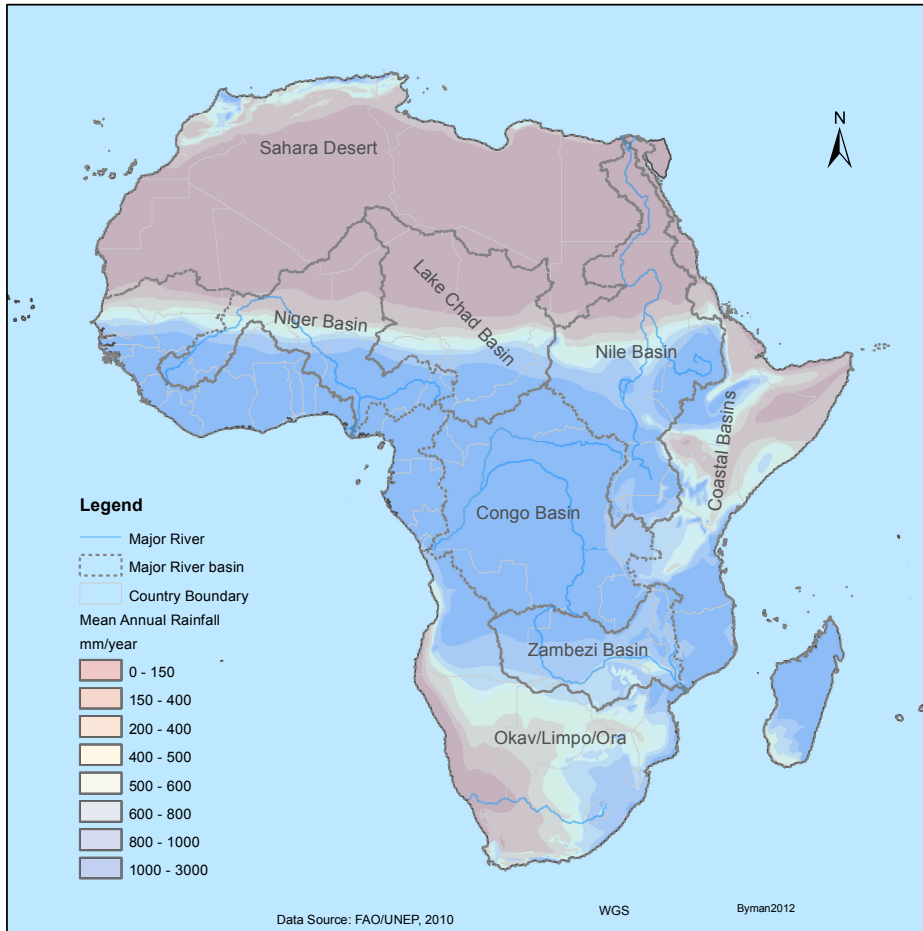 N
Sahara Desert
Lake Chad Basin
Niger Basin
Nile Basin
Coastal Basins
Congo Basin
Zambezi Basin
Okav/Limpo/Ora
Legend
Major River
Major River basin
Country Boundary
Mean Annual Rainfall
mm/year
0 - 150
150 - 400
200 - 400
400 - 500
500 - 600
600 - 800
800 - 1000
1000 - 3000
Data Source: FAO/UNEP, 2010
WGS
Byman2012